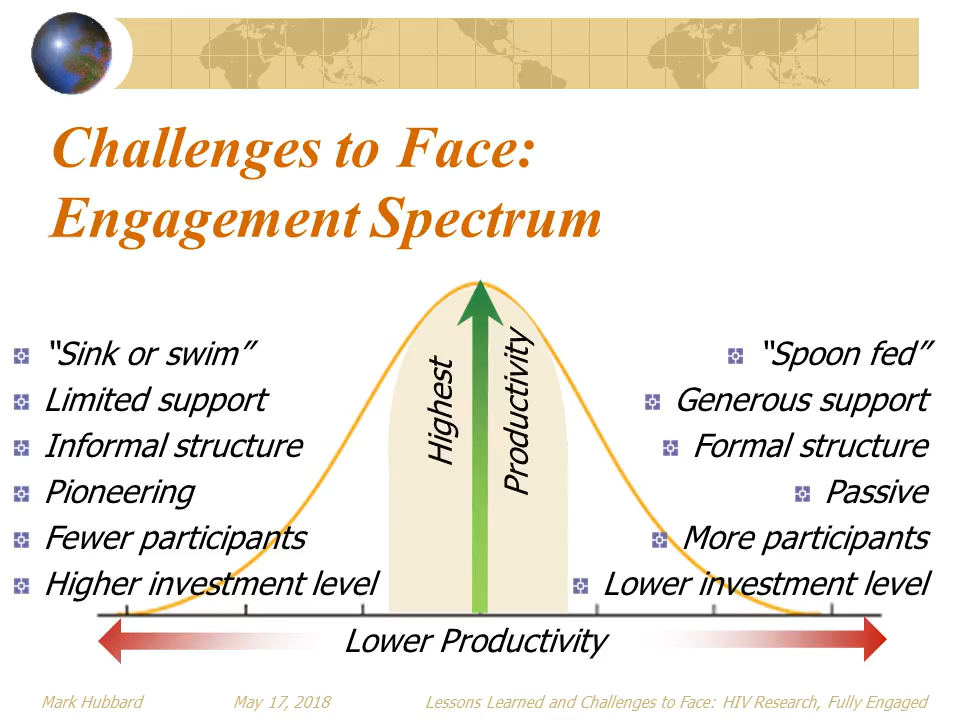 Challenges to Face:
Engagement Spectrum
“Sink or swim”
Limited support
Informal structure
Pioneering
Fewer participants
Higher investment level
Highest
Productivity
“Spoon fed”
Generous support
Formal structure
Passive
More participants
Lower investment level
Lower Productivity
Mark Hubbard May 17, 2018 Lessons Learned and Challenges to Face: HIV Research, Fully Engaged